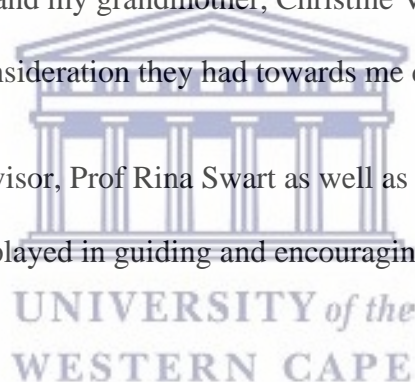 and my grandmother, Christine
nsideration they had towards me
visor, Prof Rina Swart as well as
played in guiding and encouragin
UNIVERSITY of the
WESTERN CAPE